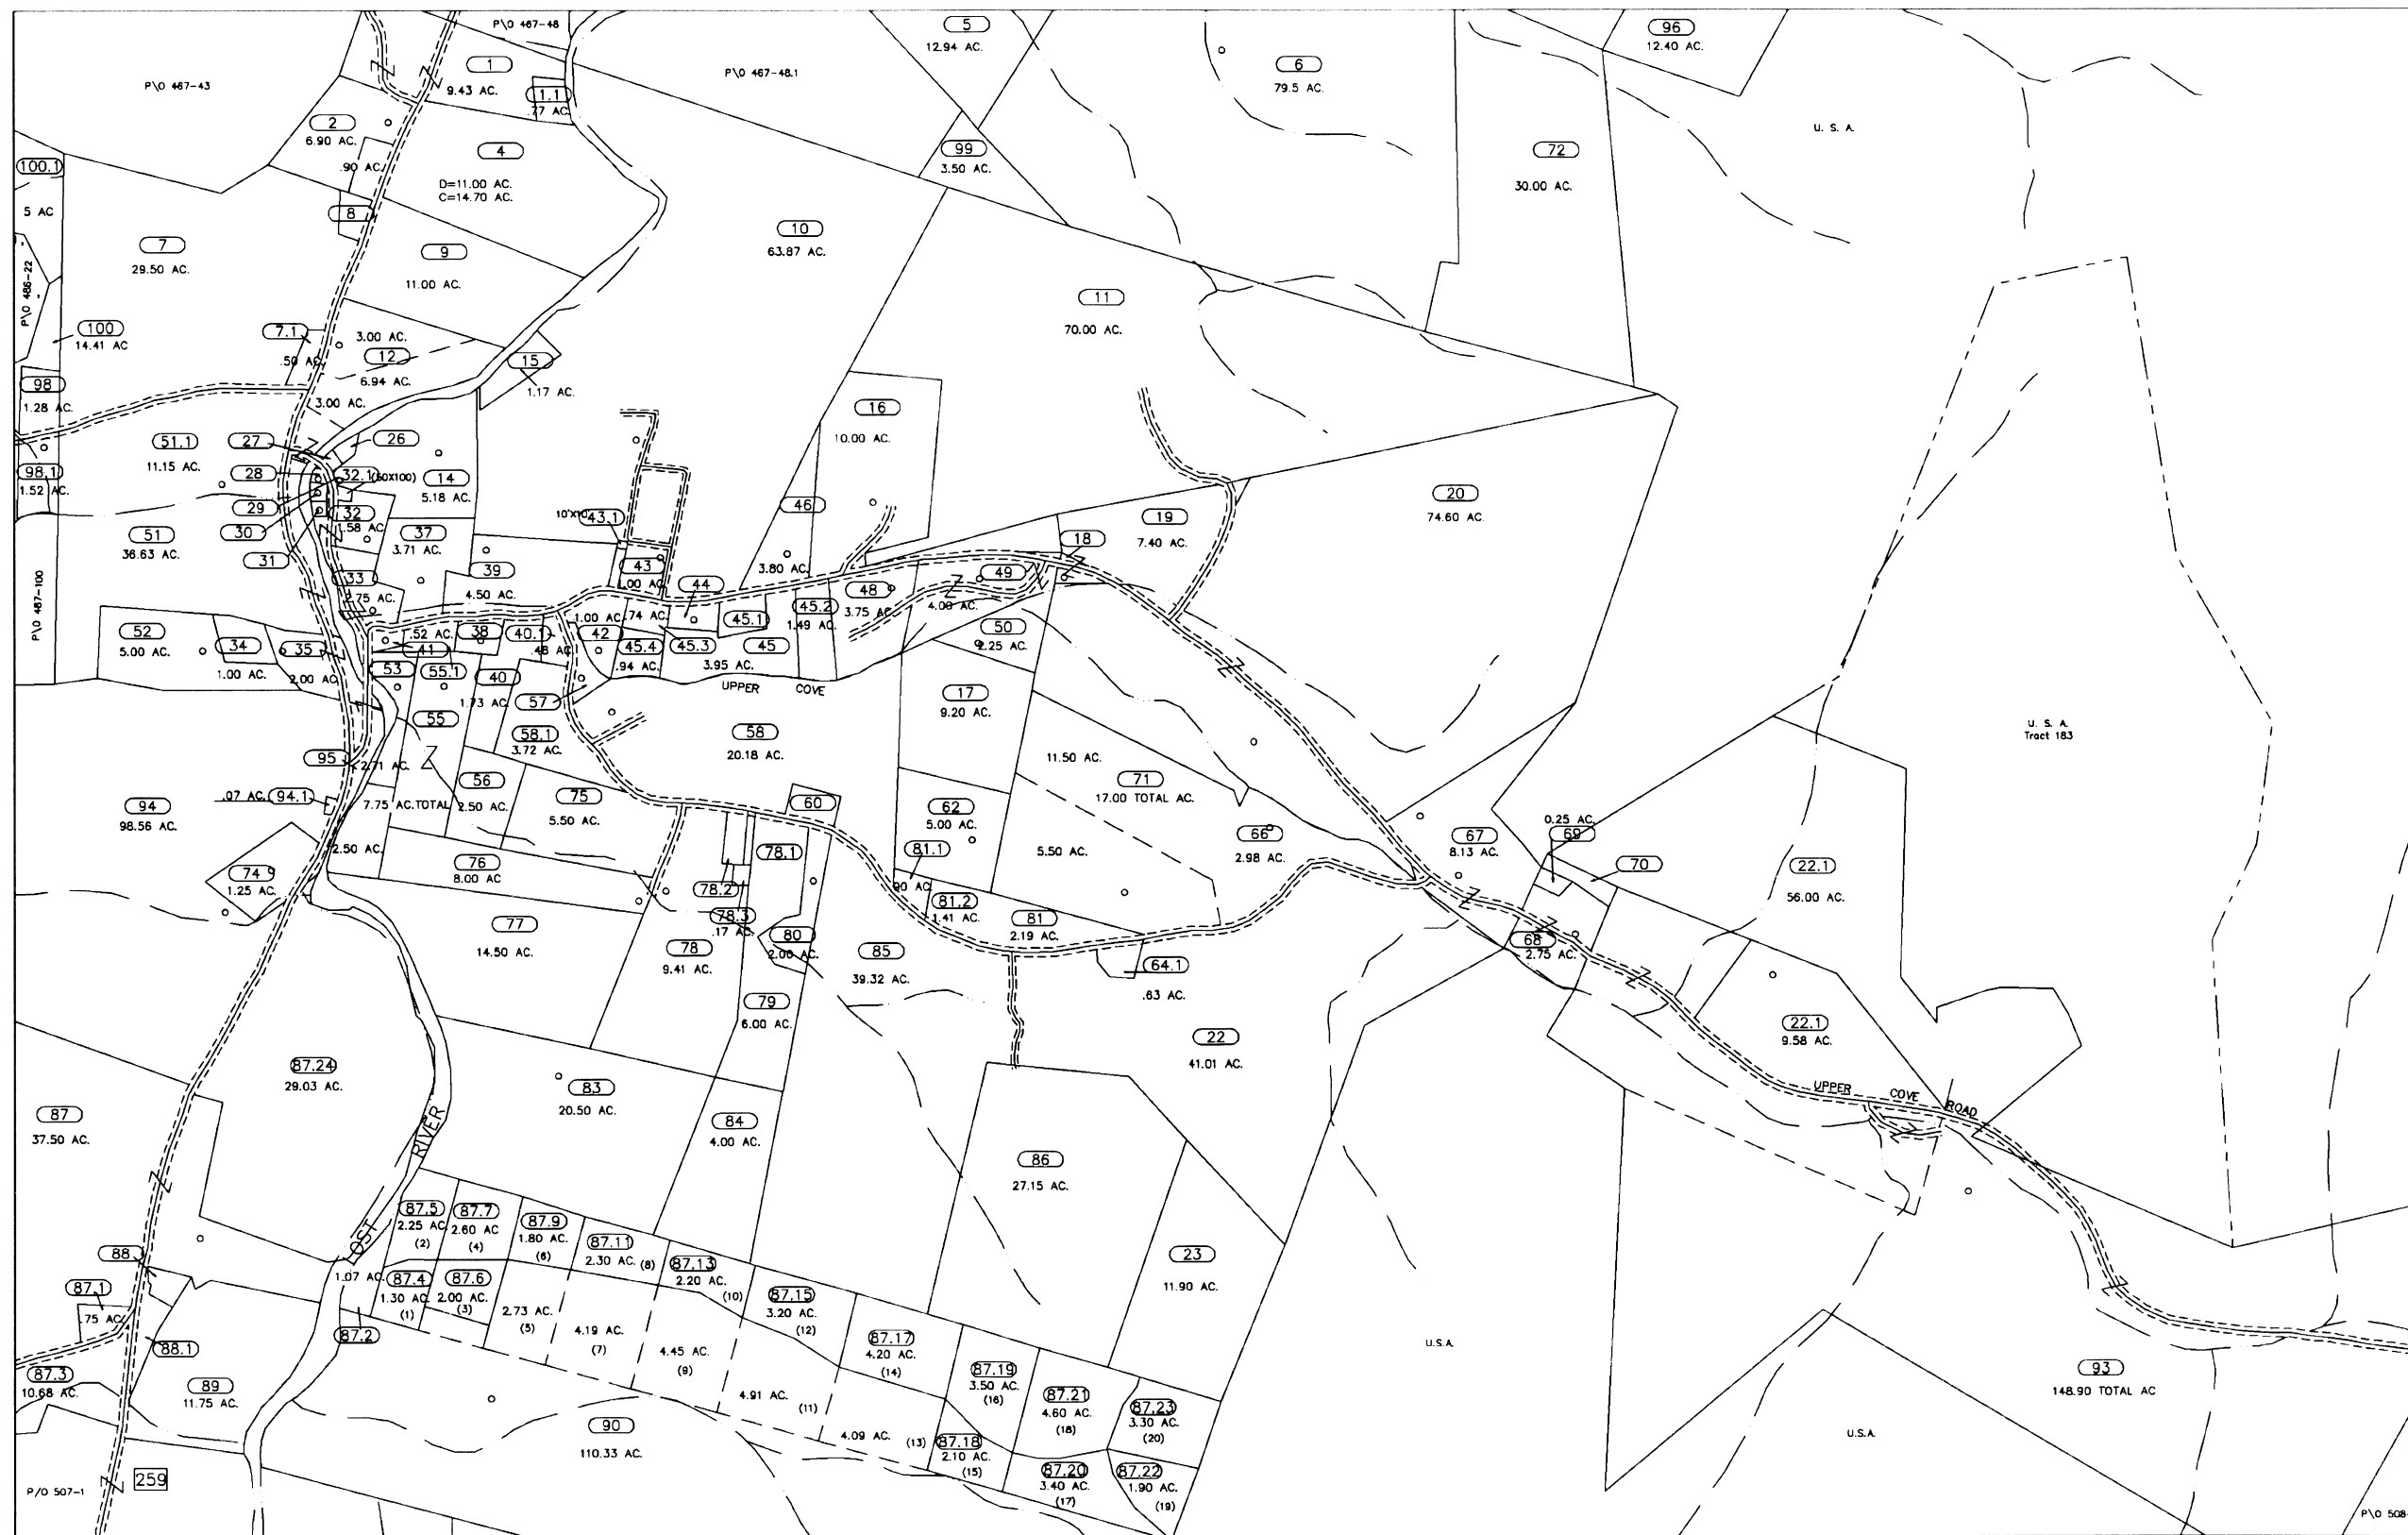 P\O 467-48
5
12.94 AC.
96
12.40 AC.
P\O 467-43
1
9.43 AC.
P\O 467-48.1
6
79.5 AC.
1.1
.77 AC.
2
6.90 AC.
.90 AC.
4
D=11.00 AC.
C=14.70 AC.
99
3.50 AC.
72
30.00 AC.
U. S. A.
100.1
5 AC
8
7
29.50 AC.
9
11.00 AC.
10
63.87 AC.
P\O 486-22
11
70.00 AC.
100
14.41 AC
7.1
.50 AC.
3.00 AC.
12
6.94 AC.
15
1.17 AC.
98
1.28 AC.
3.00 AC.
16
10.00 AC.
51.1
11.15 AC.
27
26
98.1
1.52 AC.
28
32.1
(50X100)
14
5.18 AC.
20
74.60 AC.
29
32
1.58 AC
46
3.80 AC.
19
7.40 AC.
51
36.63 AC.
30
37
3.71 AC.
43.1
18
31
39
4.50 AC.
43
1.00 AC.
44
49
4.00 AC.
33
2.75 AC.
48
3.75 AC.
P\O 467-100
52
5.00 AC.
34
1.00 AC.
35
2.00 AC.
.52 AC.
38
40.1
.48 AC
1.00 AC.
42
.74 AC.
45.1
45.2
1.49 AC.
50
2.25 AC.
41
45.4
.94 AC.
45.3
45
3.95 AC.
53
55.1
40
1.73 AC.
UPPER COVE
17
9.20 AC.
57
55
58.1
3.72 AC.
58
20.18 AC.
U. S. A.
Tract 183
95
2.71 AC.
11.50 AC.
71
17.00 TOTAL AC.
.07 AC.
94.1
94
98.56 AC.
7.75 AC.TOTAL
56
2.50 AC.
75
5.50 AC.
60
62
5.00 AC.
66
2.98 AC.
67
8.13 AC.
0.25 AC.
69
2.50 AC.
76
8.00 AC
78.1
81.1
.90 AC
5.50 AC.
70
22.1
56.00 AC.
74
1.25 AC.
78.2
78.3
.17 AC.
81.2
1.41 AC.
81
2.19 AC.
77
14.50 AC.
78
9.41 AC.
80
2.00 AC.
85
39.32 AC.
68
2.75 AC.
64.1
.63 AC.
79
6.00 AC.
22
41.01 AC.
22.1
9.58 AC.
87.24
29.03 AC.
83
20.50 AC.
UPPER COVE ROAD
87
37.50 AC.
84
4.00 AC.
LOST RIVER
86
27.15 AC.
87.5
2.25 AC
(2)
87.7
2.60 AC
(4)
87.9
1.80 AC.
(6)
87.11
2.30 AC.
(8)
87.13
2.20 AC.
(10)
23
11.90 AC.
88
1.07 AC.
87.4
1.30 AC
(1)
87.6
2.00 AC.
(3)
2.73 AC.
(5)
87.15
3.20 AC.
(12)
87.1
.75 AC.
87.2
4.19 AC.
(7)
4.45 AC.
(9)
87.17
4.20 AC.
(14)
88.1
U.S.A.
87.3
10.68 AC.
89
11.75 AC.
4.91 AC.
(11)
87.19
3.50 AC.
(16)
87.21
4.60 AC.
(18)
87.23
3.30 AC.
(20)
93
148.90 TOTAL AC
90
110.33 AC.
4.09 AC.
(13)
87.18
2.10 AC.
(15)
U.S.A.
87.20
3.40 AC.
(17)
87.22
1.90 AC.
(19)
P/O 507-1
259